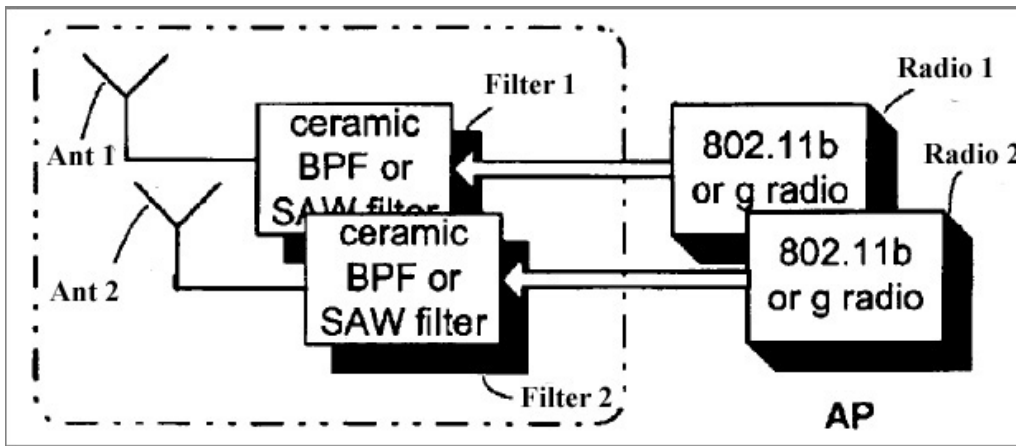 Ant 1
ceramic
BPF or
SAW filter
Filter 1
802.11b
or g radio
Radio 1
Ant 2
ceramic
BPF or
SAW filter
Filter 2
802.11b
or g radio
Radio 2
AP